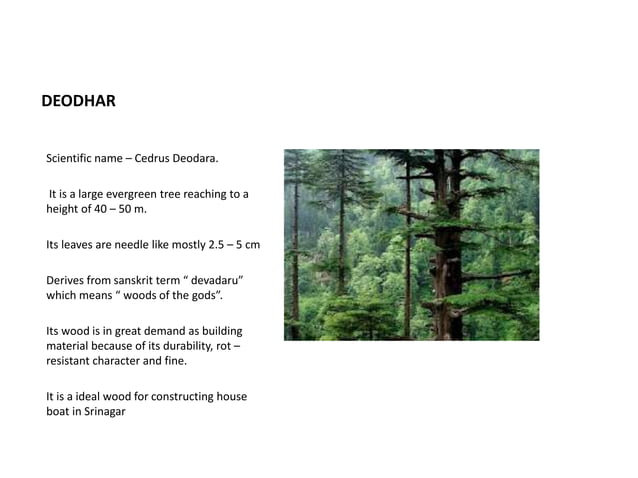 DEODHAR
Scientific name – Cedrus Deodara.
It is a large evergreen tree reaching to a
height of 40 – 50 m.
Its leaves are needle like mostly 2.5 – 5 cm
Derives from sanskrit term “ devadaru”
which means “ woods of the gods”.
Its wood is in great demand as building
material because of its durability, rot –
resistant character and fine.
It is a ideal wood for constructing house
boat in Srinagar